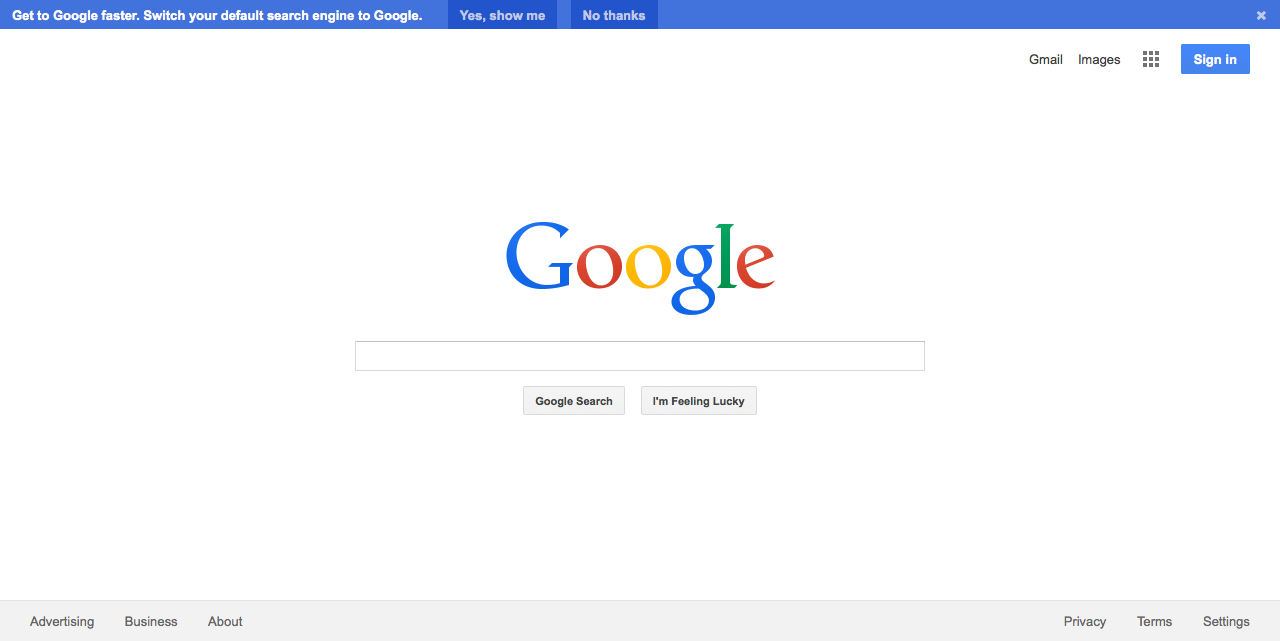 Get to Google faster. Switch your default search engine to Google. Yes, show me No thanks ✖
Gmail Images Sign in
Google
Google Search I'm Feeling Lucky
Advertising Business About Privacy Terms Settings